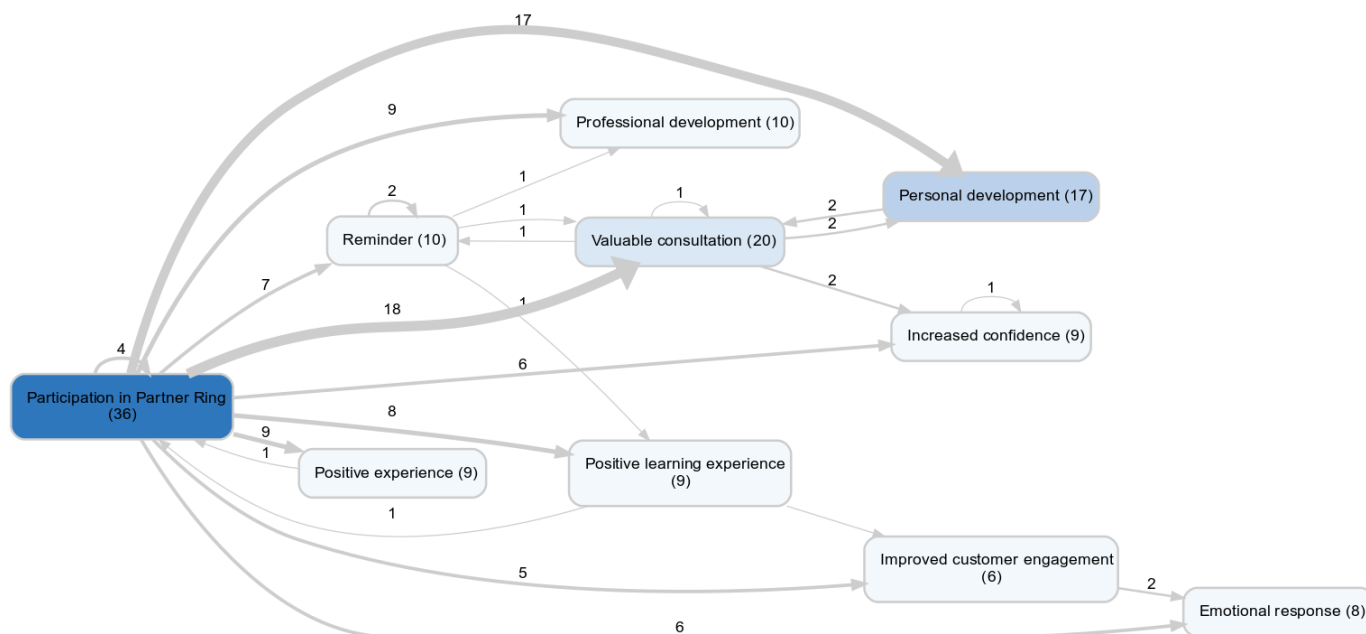 17
9
Professional development (10)
1
2
1
1
Personal development (17)
2
2
Reminder (10)
1
1
Valuable consultation (20)
7
2
1
18
1
Increased confidence (9)
4
6
Participation in Partner Ring
(36)
8
9
1
Positive experience (9)
Positive learning experience
(9)
1
Improved customer engagement
(6)
5
2
Emotional response (8)
6